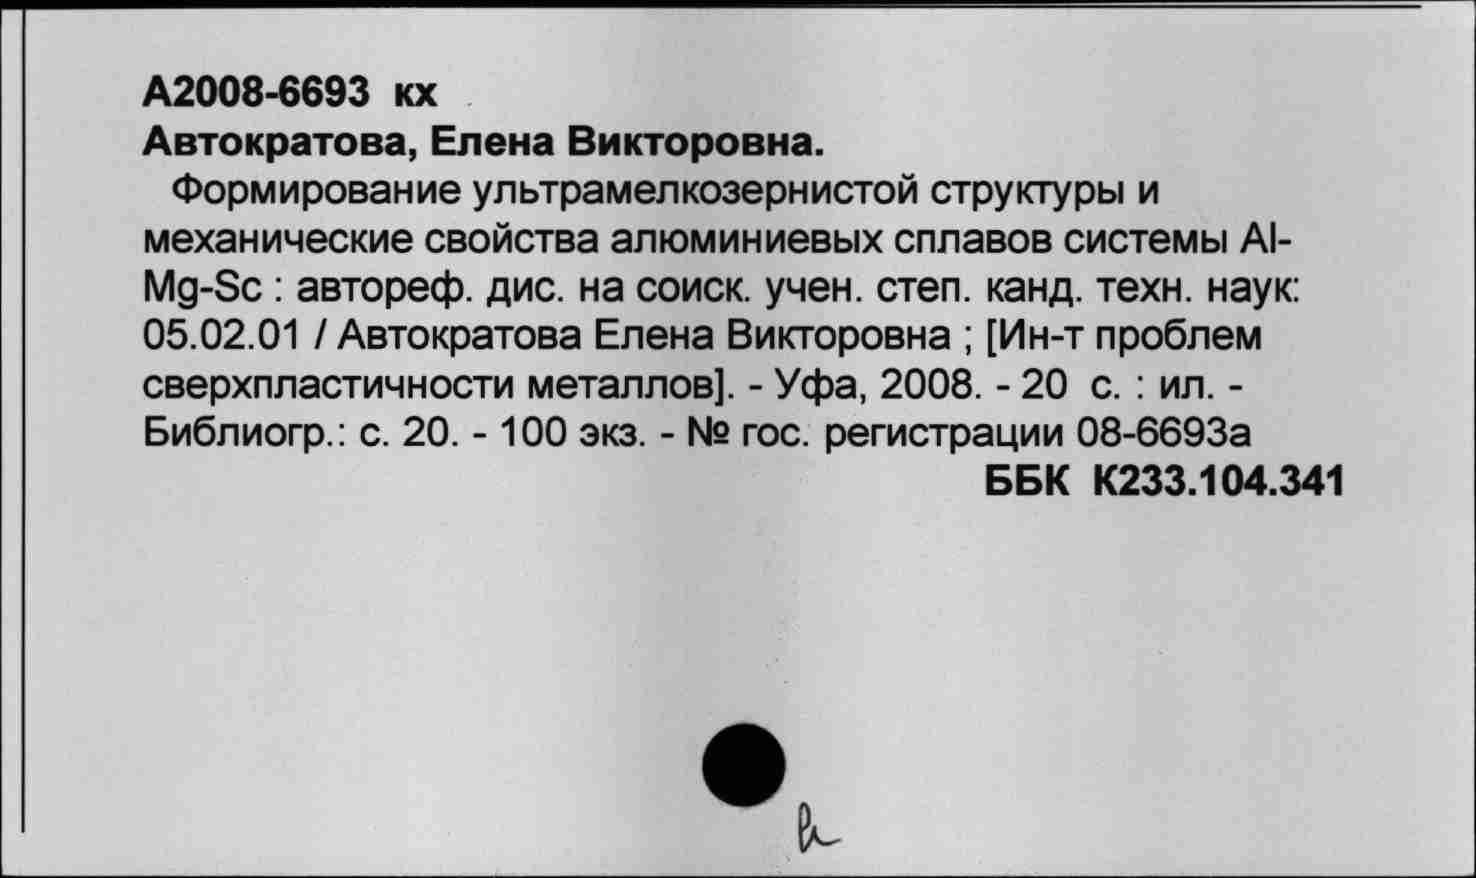 А2008-6693 кх
Автократова, Елена Викторовна.
Формирование ультрамелкозернистой структуры и
механические свойства алюминиевых сплавов системы Al-
Mg-Sc : автореф. дис. на соиск. учен. степ. канд. техн. наук:
05.02.01 / Автократова Елена Викторовна ; [Ин-т проблем
сверхпластичности металлов]. - Уфа, 2008. - 20 с. : ил. -
Библиогр.: с. 20. - 100 экз. - № гос. регистрации 08-6693а
ББК К233.104.341